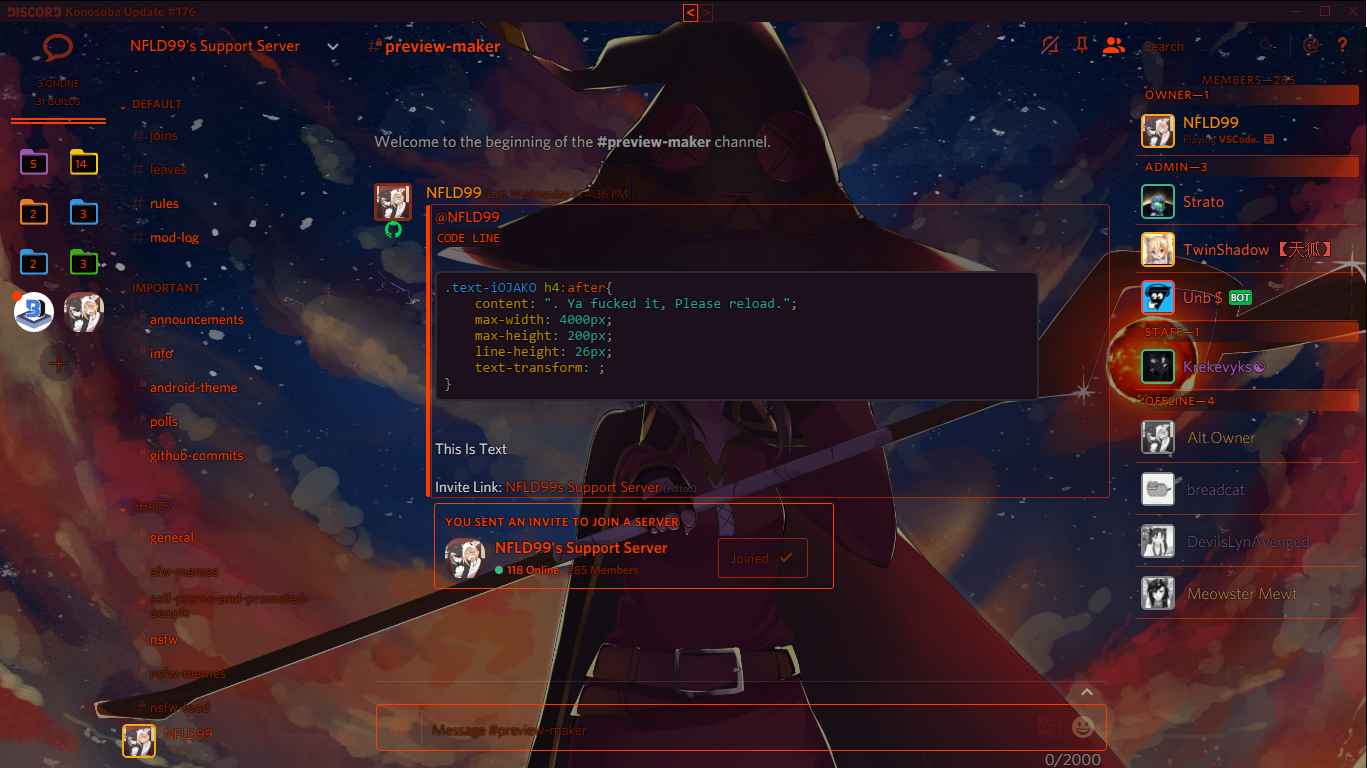 DISCORD Konosuba Update #176
< >
NFLD99's Support Server
3 ONLINE
31 GUILDS
5
14
2
3
2
3
DEFAULT
joins
leaves
rules
mod-log
IMPORTANT
announcements
info
android-theme
polls
github-commits
CHATS
general
sfw-memes
self-promo-and-promoted-
people
nsfw
nsfw-memes
nsfw-food
NFLD99
preview-maker
Search
Welcome to the beginning of the #preview-maker channel.
NFLD99 Last Wednesday at 4:36 PM
@NFLD99
CODE LINE
.text-iOJAKO h4:after{
content: ". Ya fucked it, Please reload.";
max-width: 4000px;
max-height: 200px;
line-height: 26px;
text-transform: ;
}
This Is Text
Invite Link: NFLD99s Support Server (edited)
YOU SENT AN INVITE TO JOIN A SERVER
NFLD99's Support Server
118 Online 285 Members
Joined
Message #preview-maker
0/2000
MEMBERS—285
OWNER—1
NFLD99
Playing VSCode.
ADMIN—3
Strato
TwinShadow 【天狐】
Unb $ BOT
STAFF—1
Krekevyks☯
OFFLINE—4
Alt.Owner
breadcat
DevilsLynAvenged
Meowster Mewt